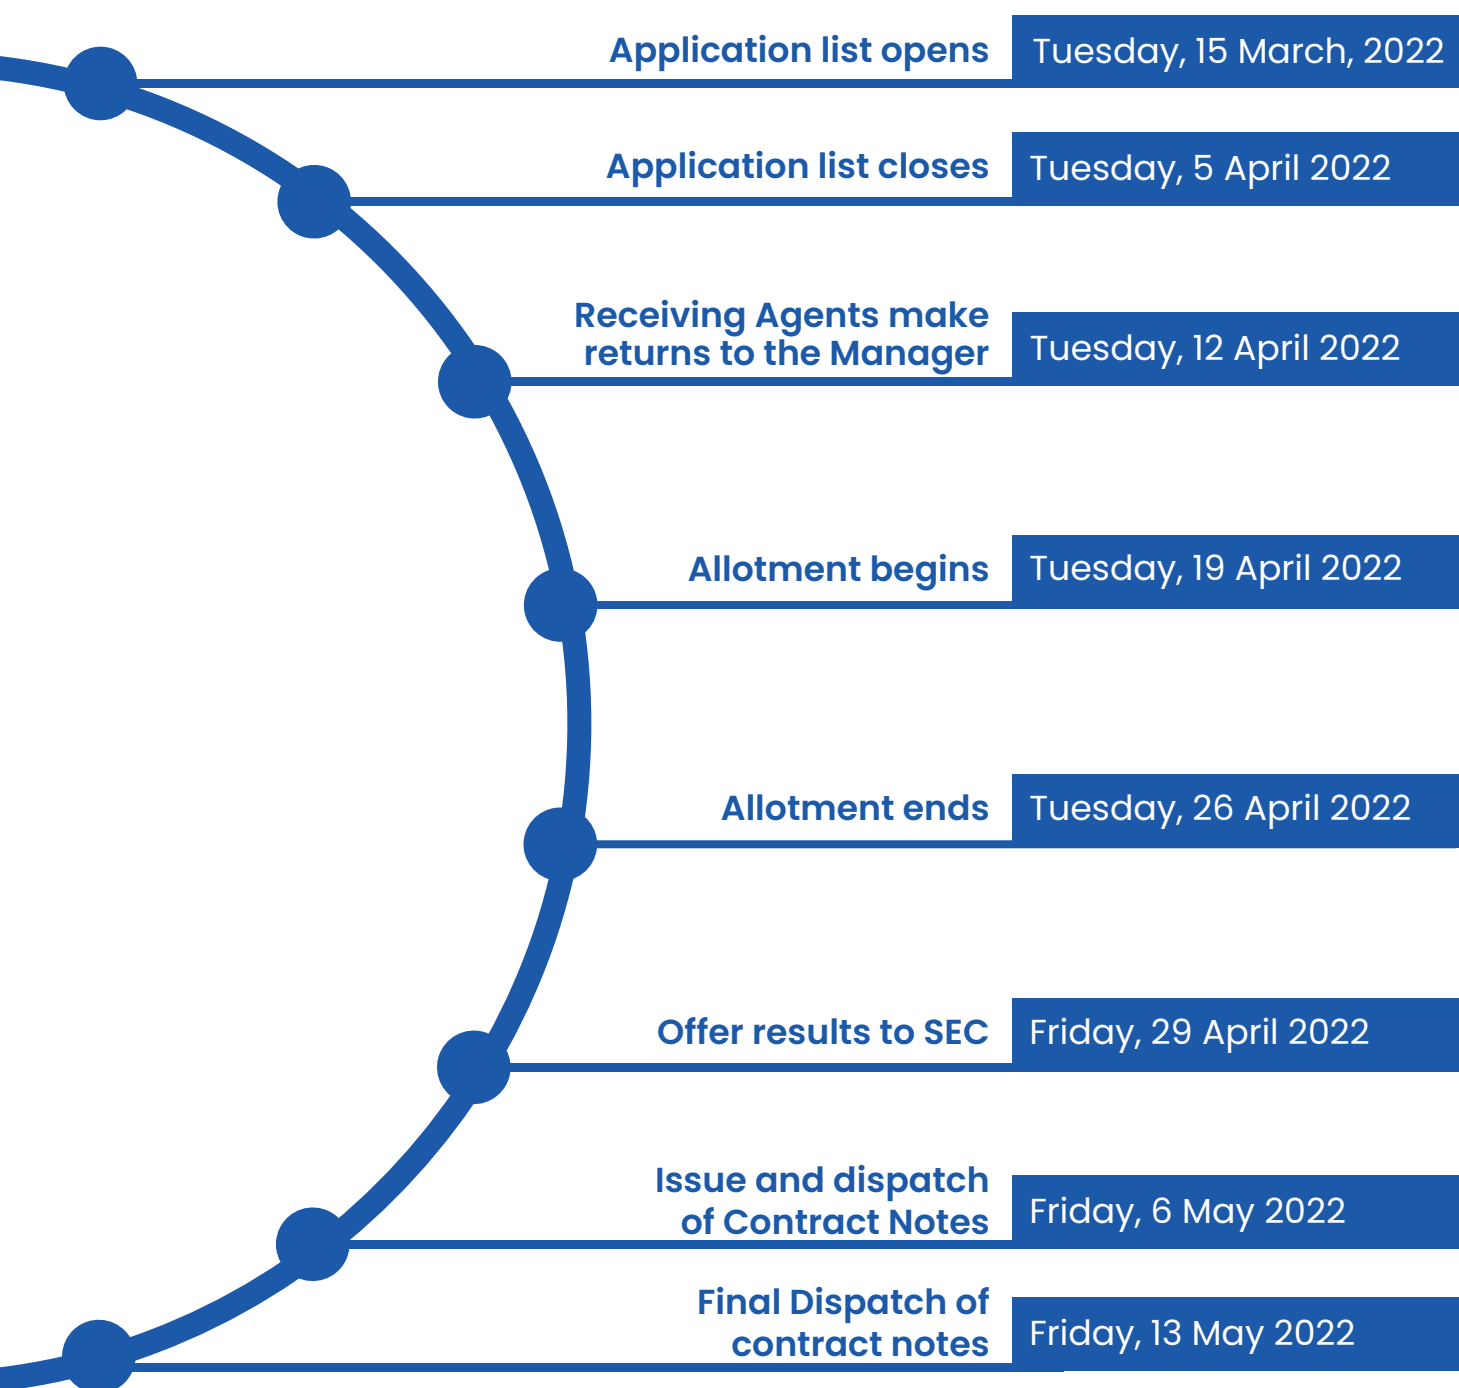 Application list opens
Tuesday, 15 March, 2022
Application list closes
Tuesday, 5 April 2022
Receiving Agents make
returns to the Manager
Tuesday, 12 April 2022
Allotment begins
Tuesday, 19 April 2022
Allotment ends
Tuesday, 26 April 2022
Offer results to SEC
Friday, 29 April 2022
Issue and dispatch
of Contract Notes
Friday, 6 May 2022
Final Dispatch of
contract notes
Friday, 13 May 2022